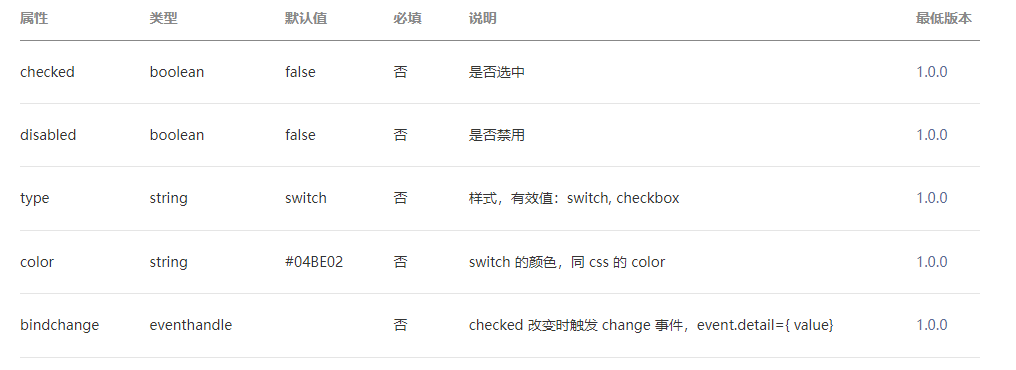 属性 类型 默认值 必填 说明 最低版本
checked boolean false 否 是否选中 1.0.0
disabled boolean false 否 是否禁用 1.0.0
type string switch 否 样式，有效值：switch, checkbox 1.0.0
color string #04BE02 否 switch 的颜色，同 css 的 color 1.0.0
bindchange eventhandle 否 checked 改变时触发 change 事件，event.detail={ value} 1.0.0